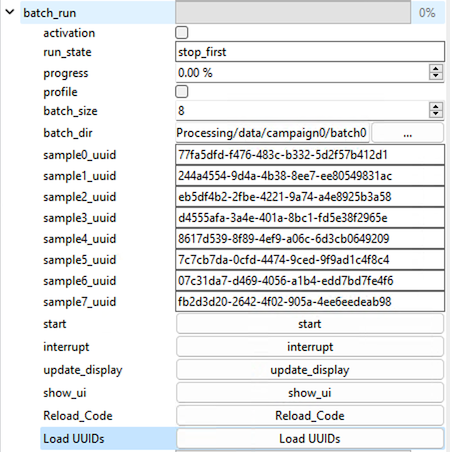 batch_run 0%
activation
run_state stop_first
progress 0.00 %
profile
batch_size 8
batch_dir Processing/data/campaign0/batch0 ...
sample0_uuid 77fa5dfd-f476-483c-b332-5d2f57b412d1
sample1_uuid 244a4554-9d4a-4b38-8ee7-ee80549831ac
sample2_uuid eb5df4b2-2fbe-4221-9a74-a4e8925b3a58
sample3_uuid d4555afa-3a4e-401a-8bc1-fd5e38f2965e
sample4_uuid 8617d539-8f89-4ef9-a06c-6d3cb0649209
sample5_uuid 7c7cb7da-0cfd-4474-9ced-9f9ad1c4f8c4
sample6_uuid 07c31da7-d469-4056-a1b4-edd7bd7fe4f6
sample7_uuid fb2d3d20-2642-4f02-905a-4ee6eedeab98
start start
interrupt interrupt
update_display update_display
show_ui show_ui
Reload_Code Reload_Code
Load UUIDs Load UUIDs